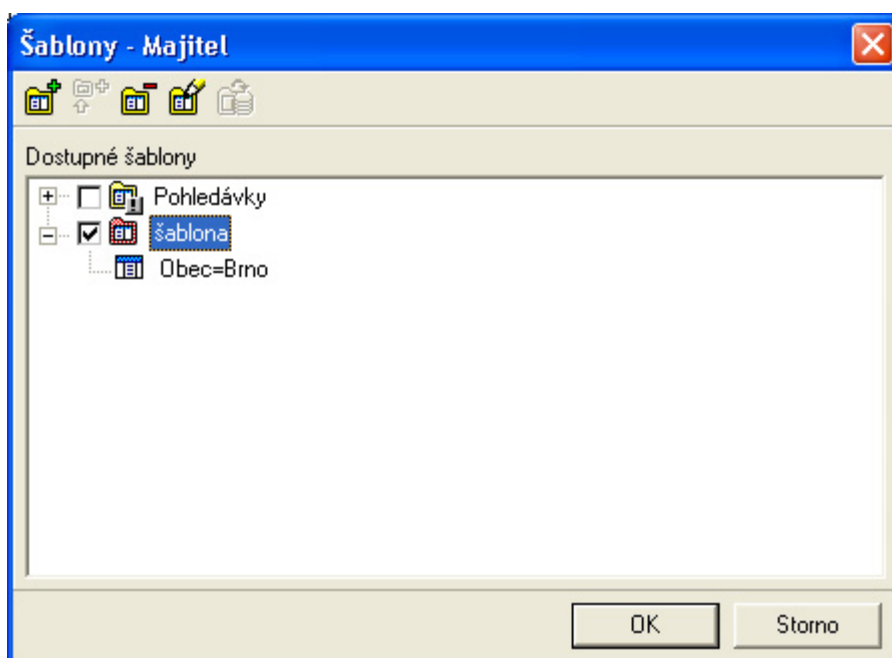 Šablony - Majitel
Dostupné šablony
Pohledávky
šablona
Obec=Brno
OK
Storno